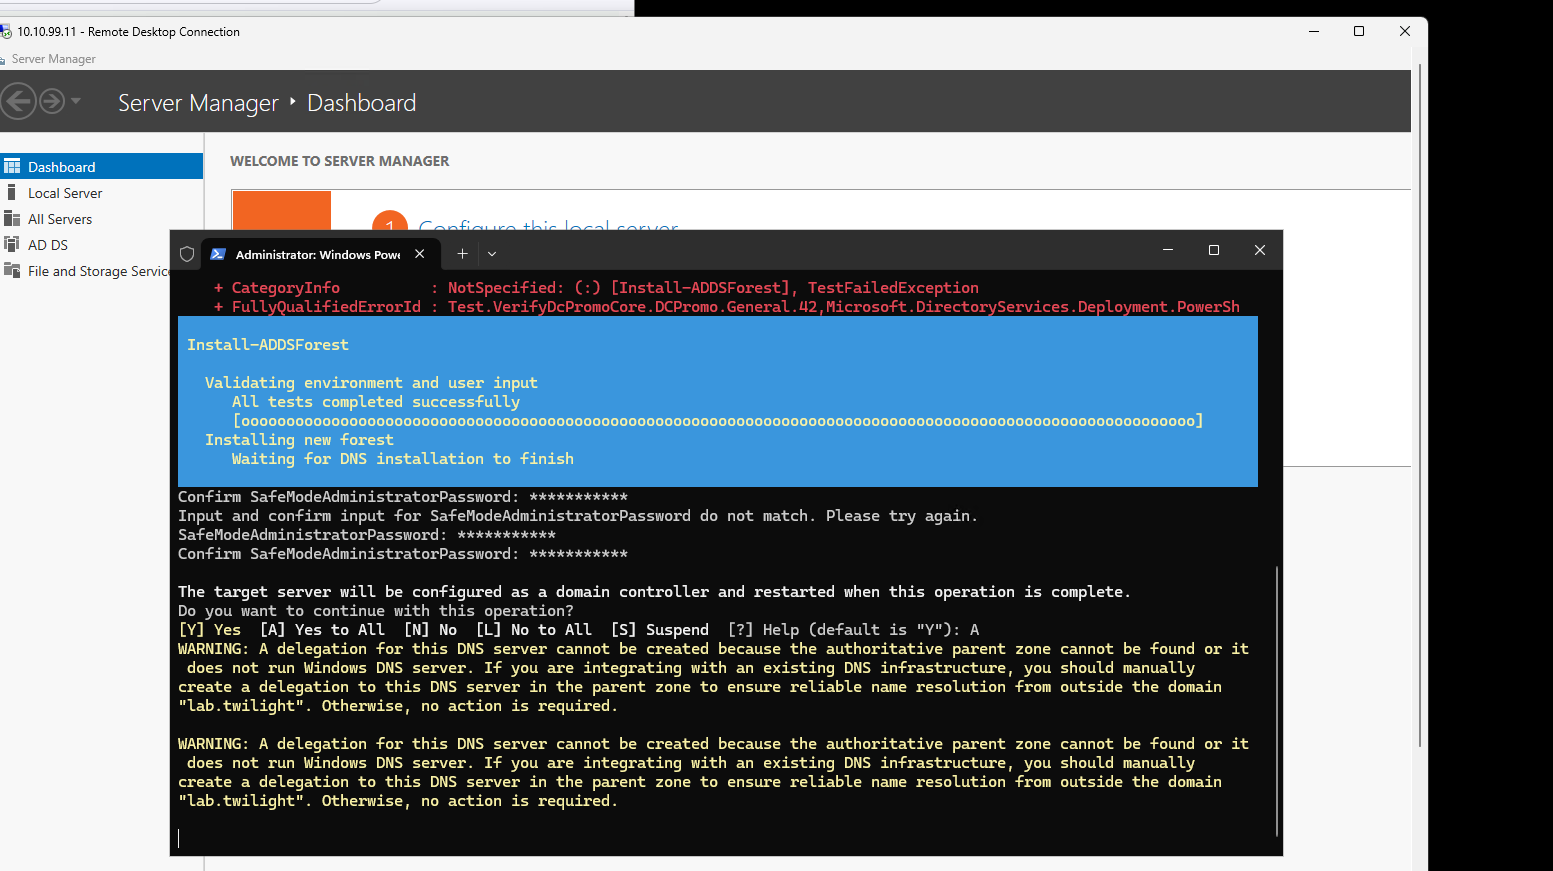 10.10.99.11 - Remote Desktop Connection
Server Manager
Server Manager ‣ Dashboard
Dashboard
Local Server
All Servers
AD DS
File and Storage Service
WELCOME TO SERVER MANAGER
1 Configure this local server
Administrator: Windows Powe
+ CategoryInfo          : NotSpecified: (:) [Install-ADDSForest], TestFailedException
+ FullyQualifiedErrorId : Test.VerifyDcPromoCore.DCPromo.General.42,Microsoft.DirectoryServices.Deployment.PowerSh
Install-ADDSForest
Validating environment and user input
All tests completed successfully
[oooooooooooooooooooooooooooooooooooooooooooooooooooooooooooooooooooooooooooooooooooooooooooooooooooooooooo]
Installing new forest
Waiting for DNS installation to finish
Confirm SafeModeAdministratorPassword: ***********
Input and confirm input for SafeModeAdministratorPassword do not match. Please try again.
SafeModeAdministratorPassword: ***********
Confirm SafeModeAdministratorPassword: ***********
The target server will be configured as a domain controller and restarted when this operation is complete.
Do you want to continue with this operation?
[Y] Yes  [A] Yes to All  [N] No  [L] No to All  [S] Suspend  [?] Help (default is "Y"): A
WARNING: A delegation for this DNS server cannot be created because the authoritative parent zone cannot be found or it
does not run Windows DNS server. If you are integrating with an existing DNS infrastructure, you should manually
create a delegation to this DNS server in the parent zone to ensure reliable name resolution from outside the domain
"lab.twilight". Otherwise, no action is required.
WARNING: A delegation for this DNS server cannot be created because the authoritative parent zone cannot be found or it
does not run Windows DNS server. If you are integrating with an existing DNS infrastructure, you should manually
create a delegation to this DNS server in the parent zone to ensure reliable name resolution from outside the domain
"lab.twilight". Otherwise, no action is required.